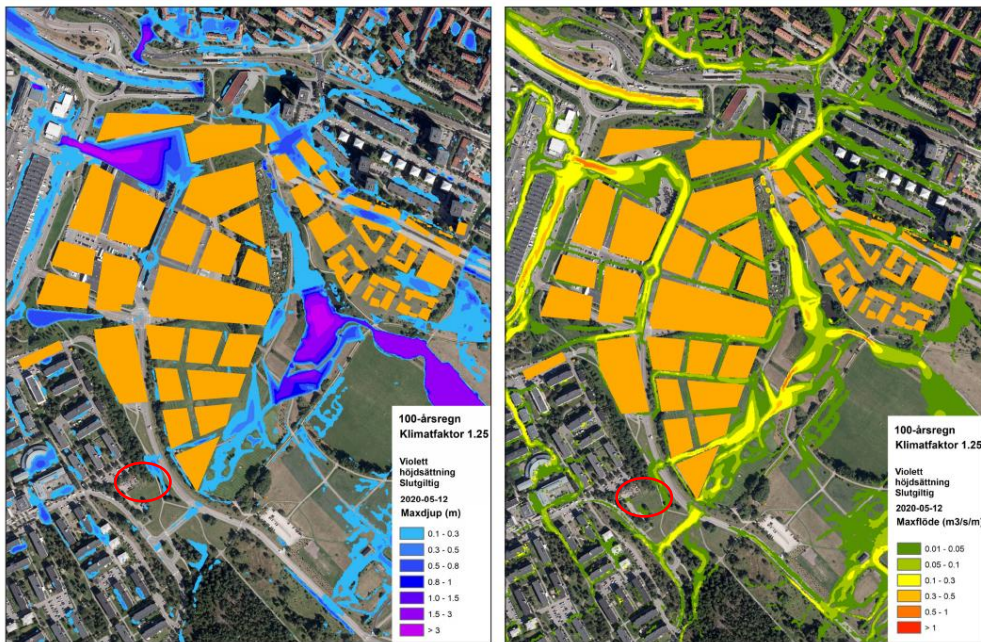 100-årsregn
Klimatfaktor 1.25
Violett
höjdsättning
Slutgiltig
2020-05-12
Maxdjup (m)
0.1 - 0.3
0.3 - 0.5
0.5 - 0.8
0.8 - 1
1.0 - 1.5
1.5 - 3
> 3
100-årsregn
Klimatfaktor 1.25
Violett
höjdsättning
Slutgiltig
2020-05-12
Maxflöde (m3/s/m)
0.01 - 0.05
0.05 - 0.1
0.1 - 0.3
0.3 - 0.5
0.5 - 1
> 1